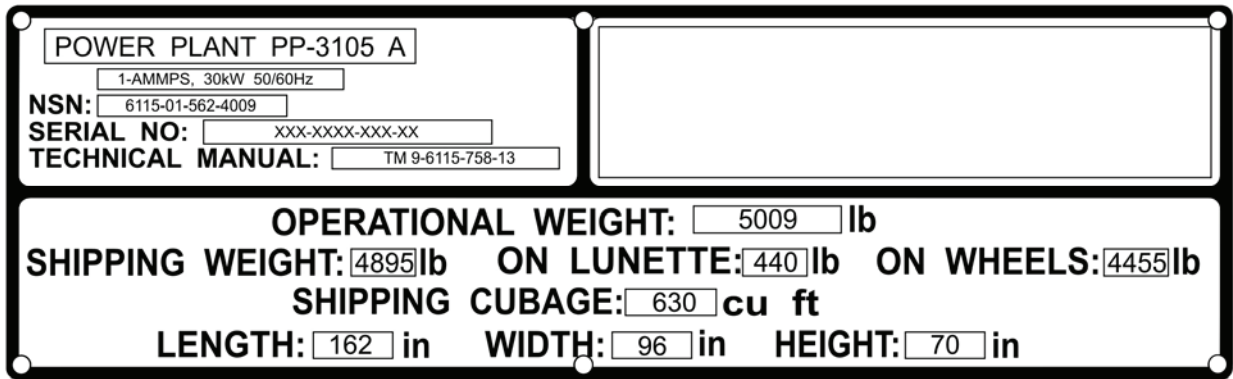 POWER PLANT PP-3105 A
1-AMMPS, 30kW 50/60Hz
NSN: 6115-01-562-4009
SERIAL NO: XXX-XXXX-XXX-XX
TECHNICAL MANUAL: TM 9-6115-758-13
OPERATIONAL WEIGHT: 5009 lb
SHIPPING WEIGHT: 4895 lb ON LUNETTE: 440 lb ON WHEELS: 4455 lb
SHIPPING CUBAGE: 630 cu ft
LENGTH: 162 in WIDTH: 96 in HEIGHT: 70 in